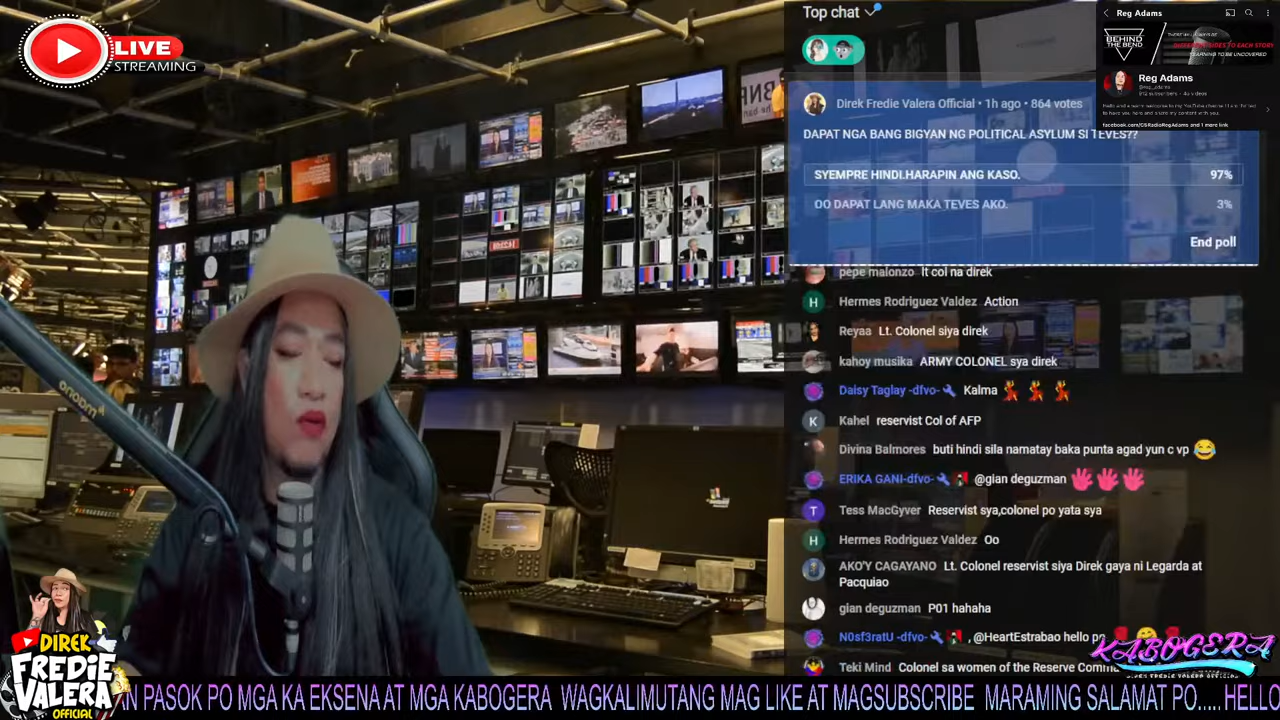 LIVE
STREAMING
Top chat
Reg Adams
BEHIND
THE BEND
Reg Adams
Direk Fredie Valera Official • 1h ago • 864 votes
DAPAT NGA BANG BIGYAN NG POLITICAL ASYLUM SI TEVES??
SYEMPRE HINDI.HARAPIN ANG KASO. 97%
OO DAPAT LANG MAKA TEVES AKO. 3%
End poll
pepe malonzo It col na direk
H Hermes Rodriguez Valdez Action
Reyaa Lt. Colonel siya direk
kahoy musika ARMY COLONEL sya direk
Daisy Taglay -dfvo- Kalma 💃 💃 💃
K Kahel reservist Col of AFP
Divina Balmores buti hindi sila namatay baka punta agad yun c vp 😂
ERIKA GANI-dfvo- @gian deguzman
T Tess MacGyver Reservist sya,colonel po yata sya
H Hermes Rodriguez Valdez Oo
AKO'Y CAGAYANO Lt. Colonel reservist siya Direk gaya ni Legarda at
Pacquiao
gian deguzman P01 hahaha
N0sf3ratU -dfvo- , @HeartEstrabao hello
Teki Mind Colonel sa women of the Reserve
KABOGERA
maono
DIREK
FREDIE
VALERA
OFFICIAL
PASOK PO MGA KA EKSENA AT MGA KABOGERA WAGKALIMUTANG MAG LIKE AT MAGSUBSCRIBE MARAMING SALAMAT PO..... HELLO